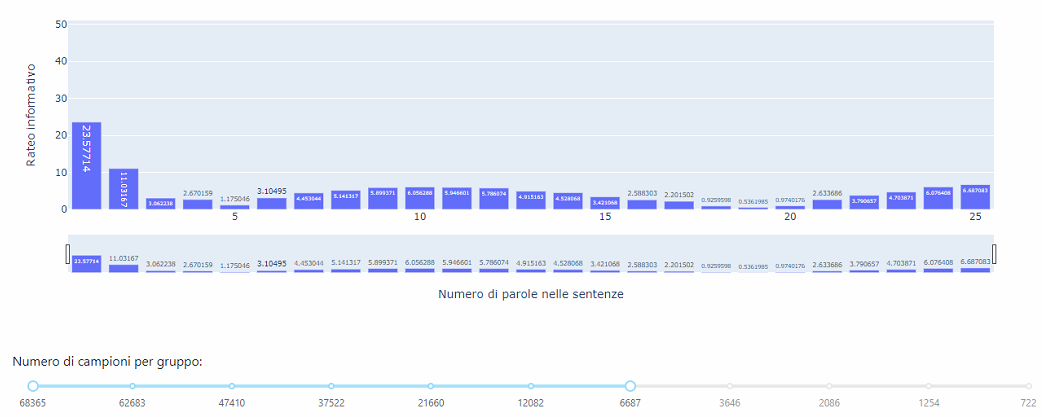 50
40
30
20
10
0
Rateo informativo
23.57714 11.03167 3.062238 2.670159 1.175046 3.10495 4.453044 5.141317 5.899371 6.056288 5.946601 5.786074 4.915163 4.528068 3.421068 2.588303 2.201502 0.9259598 0.5361985 0.9740176 2.633686 3.790657 4.703871 6.076408 6.687083
5 10 15 20 25
23.57714 11.03167 3.062238 2.670159 1.175046 3.10495 4.453044 5.141317 5.899371 6.056288 5.946601 5.786074 4.915163 4.528068 3.421068 2.588303 2.201502 0.9259598 0.5361985 0.9740176 2.633686 3.790657 4.703871 6.076408 6.687083
Numero di parole nelle sentenze
Numero di campioni per gruppo:
68365 62683 47410 37522 21660 12082 6687 3646 2086 1254 722